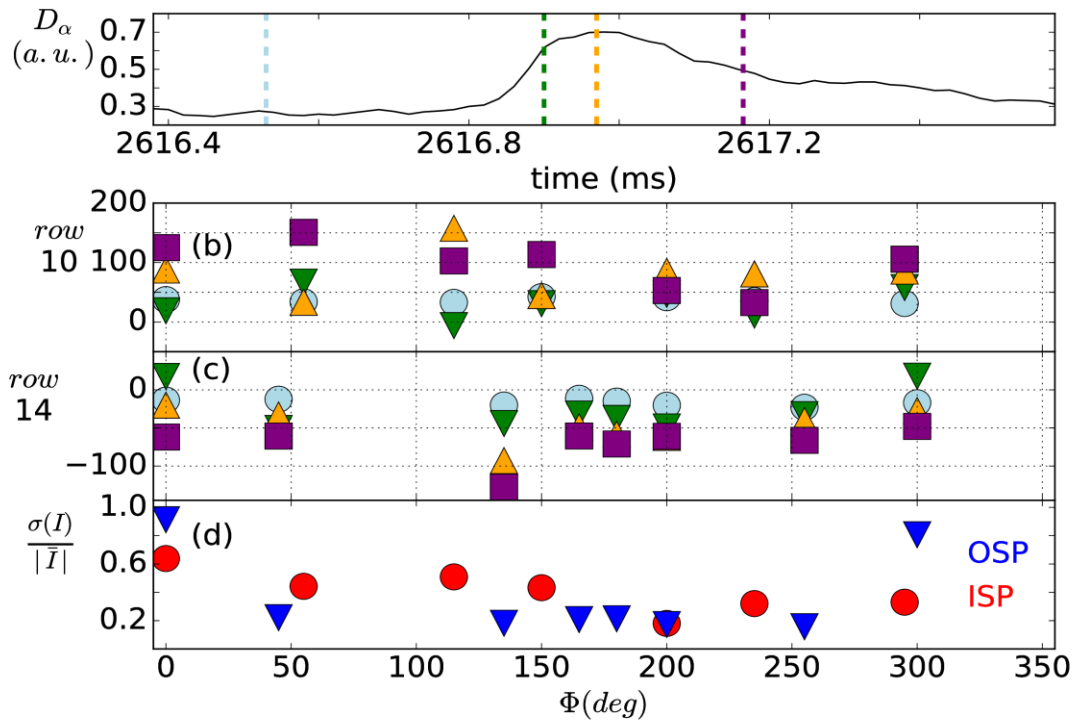 D_α
(a. u.)
0.7
0.5
0.3
2616.4 2616.8 2617.2
time (ms)
row
10
200
100
0
(b)
row
14
0
−100
(c)
σ(I)
|Ī|
1.0
0.6
0.2
(d)
OSP
ISP
0 50 100 150 200 250 300 350
Φ(deg)